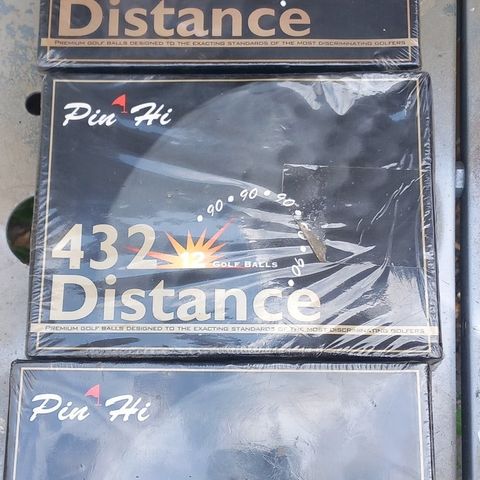 Distance
PREMIUM GOLF BALLS DESIGNED TO THE EXACTING STANDARDS OF THE MOST DISCRIMINATING GOLFERS
Pin Hi
• 90 • 90 • 90 • 90 •
432
12 GOLF BALLS
Distance
PREMIUM GOLF BALLS DESIGNED TO THE EXACTING STANDARDS OF THE MOST DISCRIMINATING GOLFERS
Pin Hi